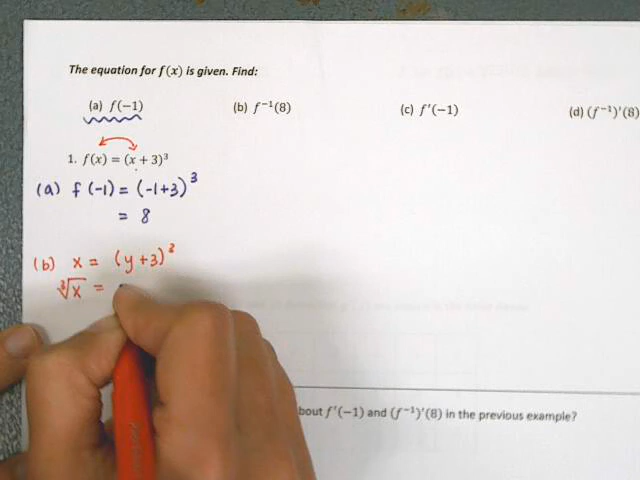 The equation for f(x) is given. Find:
(a) f(−1) (b) f⁻¹(8) (c) f'(−1) (d) (f⁻¹)'(8)
1. f(x) = (x + 3)³
(a) f (-1) = (-1+3)³
= 8
(b) x = (y+3)³
∛x =
bout f'(−1) and (f⁻¹)'(8) in the previous example?